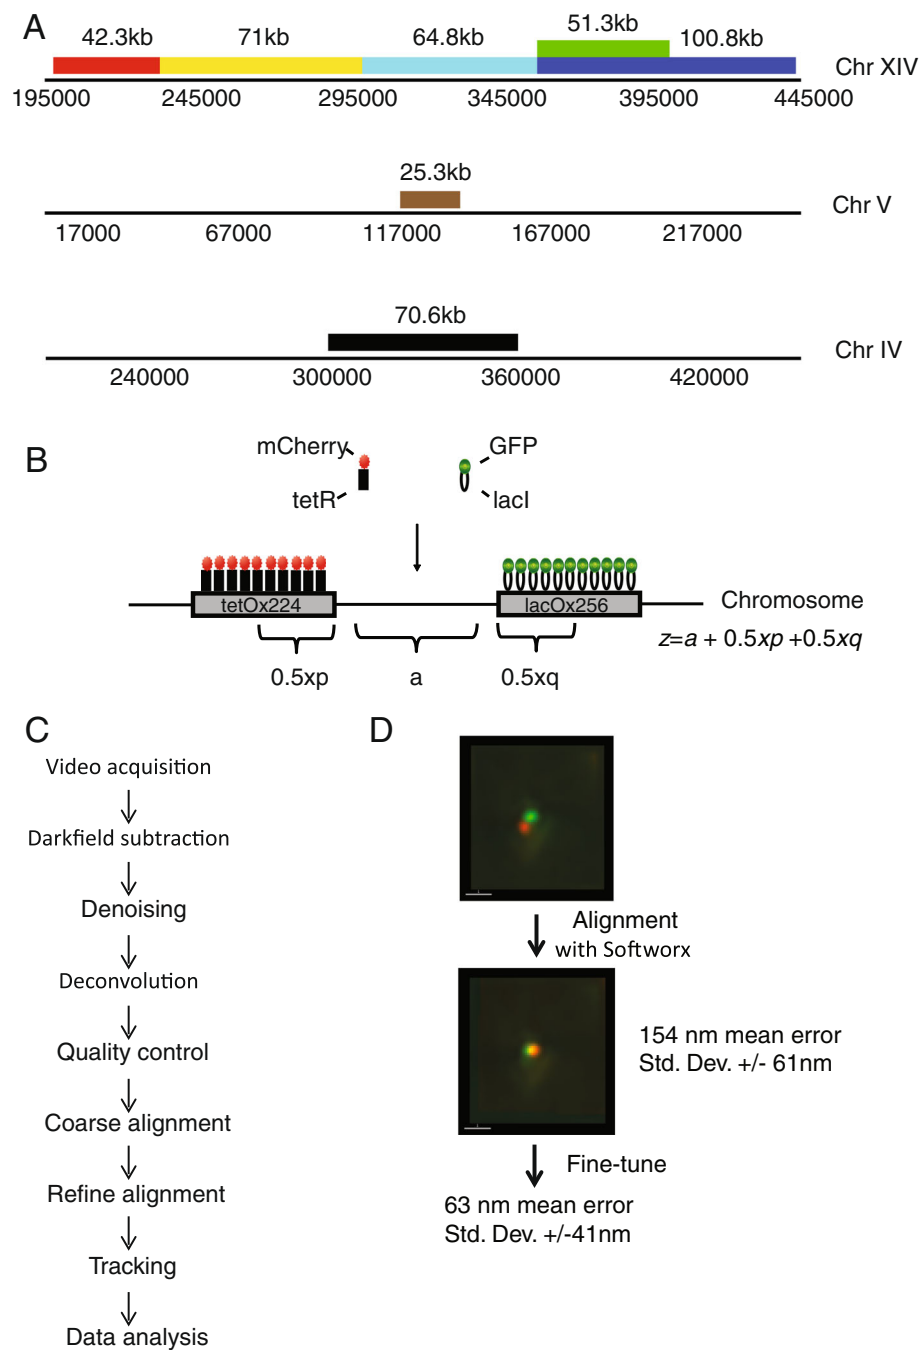 A
42.3kb 71kb 64.8kb 51.3kb 100.8kb
Chr XIV
195000 245000 295000 345000 395000 445000
25.3kb
Chr V
17000 67000 117000 167000 217000
70.6kb
Chr IV
240000 300000 360000 420000
B
mCherry GFP
tetR lacI
tetOx224 lacOx256 Chromosome
z=a + 0.5xp +0.5xq
0.5xp a 0.5xq
C
Video acquisition
Darkfield subtraction
Denoising
Deconvolution
Quality control
Coarse alignment
Refine alignment
Tracking
Data analysis
D
Alignment
with Softworx
154 nm mean error
Std. Dev. +/- 61nm
Fine-tune
63 nm mean error
Std. Dev. +/-41nm